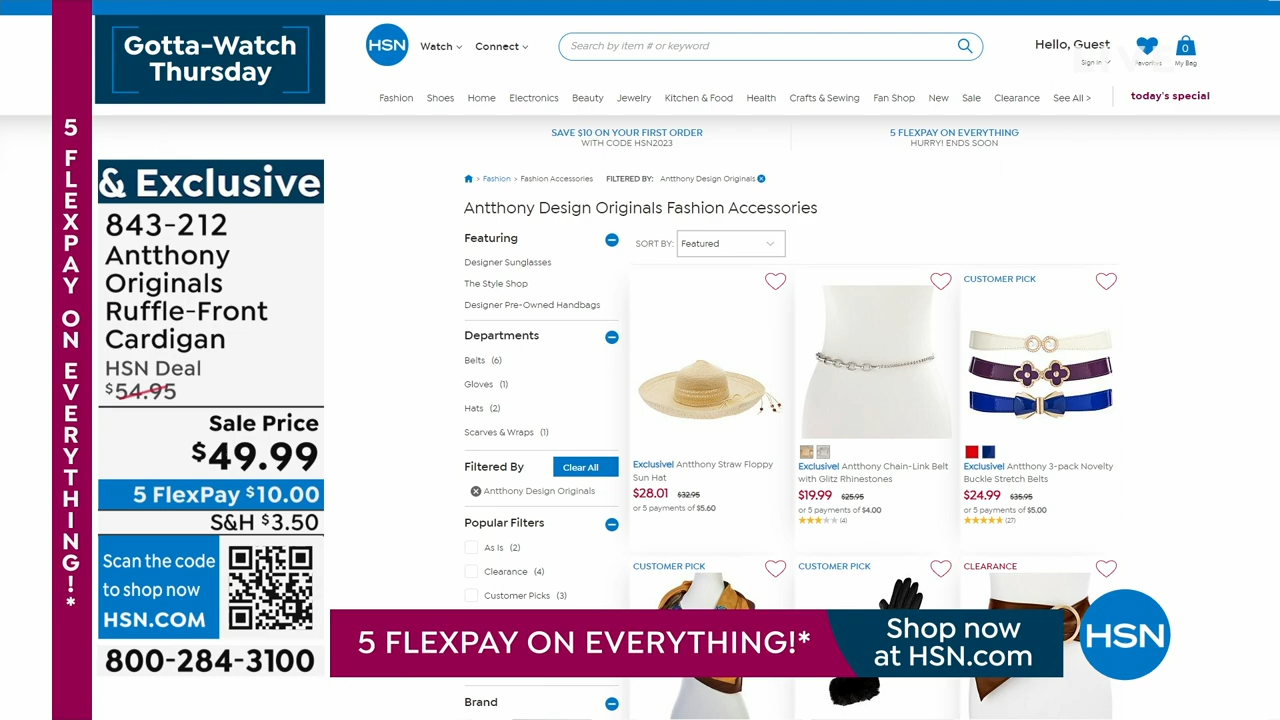 Gotta-Watch
Thursday
5 FLEXPAY ON EVERYTHING!*
& Exclusive
843-212
Antthony
Originals
Ruffle-Front
Cardigan
HSN Deal
$54.95
Sale Price
$49.99
5 FlexPay $10.00
S&H $3.50
Scan the code
to shop now
HSN.COM
800-284-3100
HSN
Watch
Connect
Search by item # or keyword
Hello, Guest
Sign In
Favorites
0
My Bag
Fashion Shoes Home Electronics Beauty Jewelry Kitchen & Food Health Crafts & Sewing Fan Shop New Sale Clearance See All >
today's special
SAVE $10 ON YOUR FIRST ORDER
WITH CODE HSN2023
5 FLEXPAY ON EVERYTHING
HURRY! ENDS SOON
> Fashion > Fashion Accessories FILTERED BY: Antthony Design Originals
Antthony Design Originals Fashion Accessories
Featuring
Designer Sunglasses
The Style Shop
Designer Pre-Owned Handbags
Departments
Belts (6)
Gloves (1)
Hats (2)
Scarves & Wraps (1)
Filtered By
Clear All
Antthony Design Originals
Popular Filters
As Is (2)
Clearance (4)
Customer Picks (3)
Brand
SORT BY: Featured
Exclusive! Antthony Straw Floppy
Sun Hat
$28.01 $32.95
or 5 payments of $5.60
Exclusive! Antthony Chain-Link Belt
with Glitz Rhinestones
$19.99 $25.95
or 5 payments of $4.00
(4)
CUSTOMER PICK
Exclusive! Antthony 3-pack Novelty
Buckle Stretch Belts
$24.99 $35.95
or 5 payments of $5.00
(27)
CUSTOMER PICK
CUSTOMER PICK
CLEARANCE
5 FLEXPAY ON EVERYTHING!*
Shop now
at HSN.com
HSN